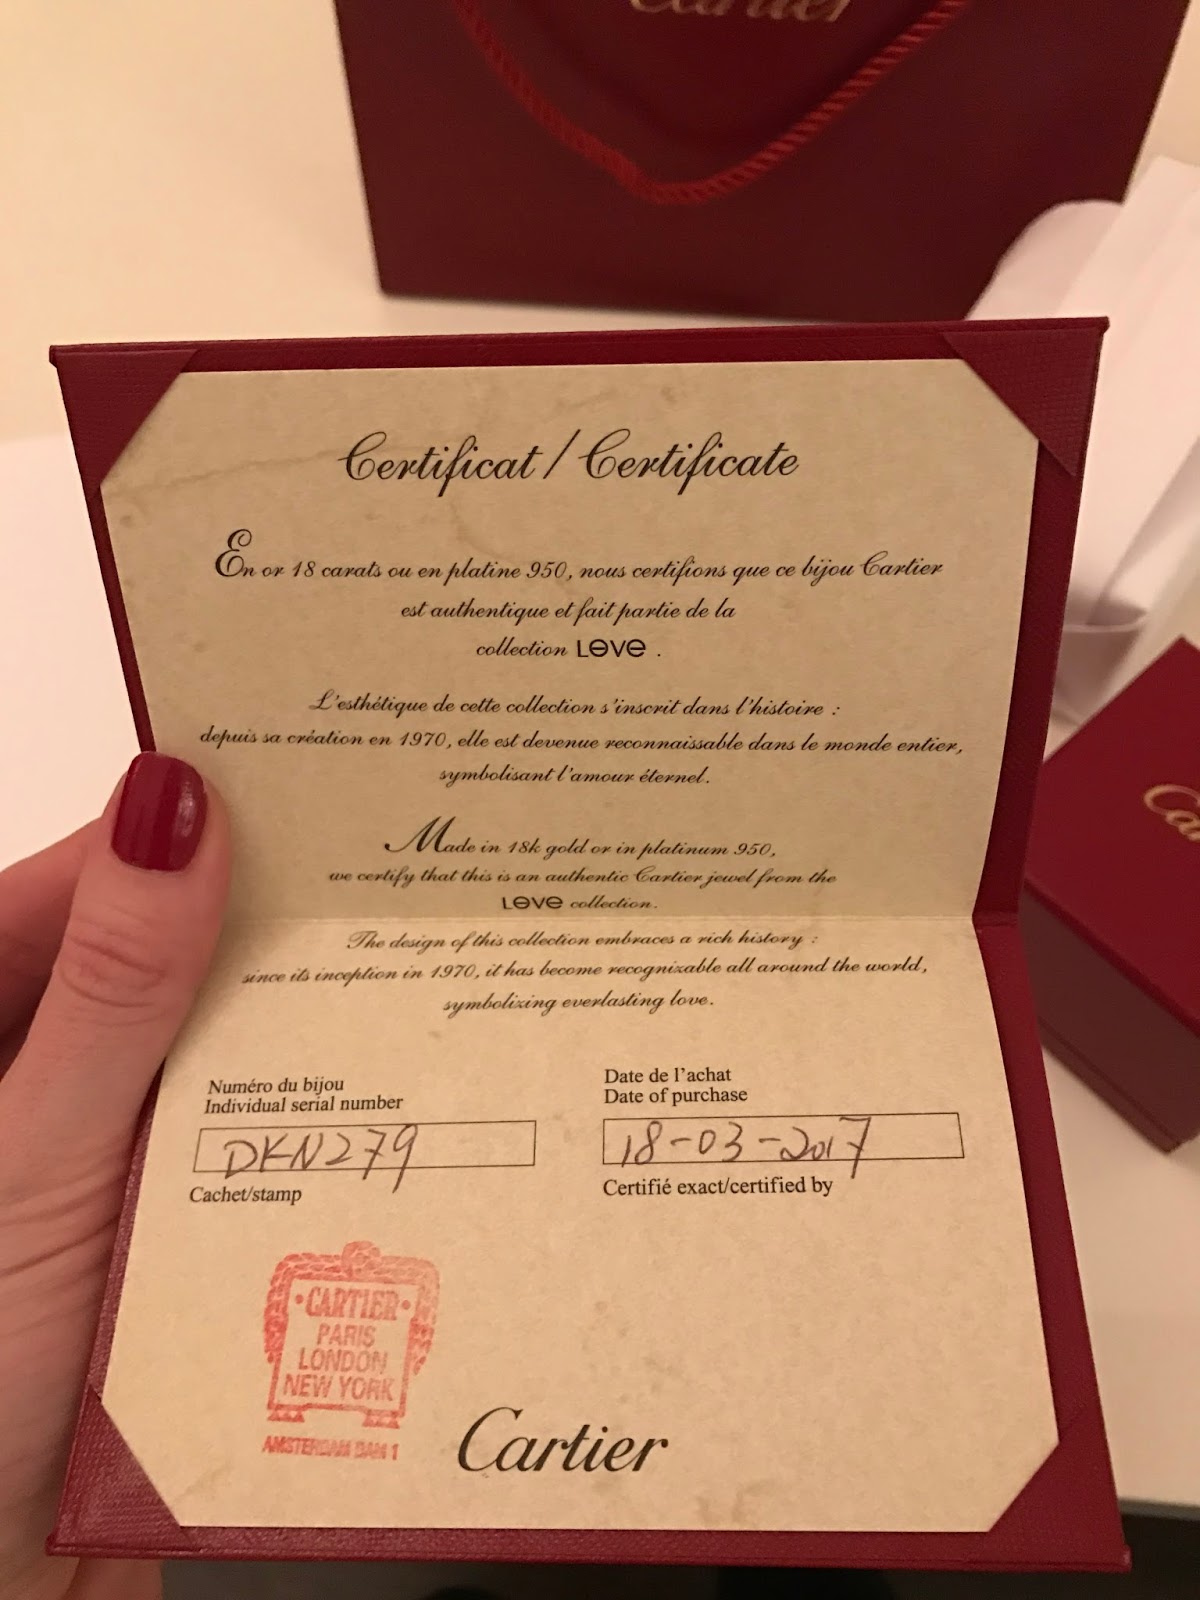 Cartier
Certificat / Certificate
En or 18 carats ou en platine 950, nous certifions que ce bijou Cartier
est authentique et fait partie de la
collection LOVE .
L'esthétique de cette collection s'inscrit dans l'histoire :
depuis sa création en 1970, elle est devenue reconnaissable dans le monde entier,
symbolisant l'amour éternel.
Made in 18k gold or in platinum 950,
we certify that this is an authentic Cartier jewel from the
LOVE collection.
The design of this collection embraces a rich history :
since its inception in 1970, it has become recognizable all around the world,
symbolizing everlasting love.
Numéro du bijou
Individual serial number
DKN279
Cachet/stamp
Date de l'achat
Date of purchase
18-03-2017
Certifié exact/certified by
• CARTIER •
PARIS
LONDON
NEW YORK
AMSTERDAM DAM 1
Cartier
Ca